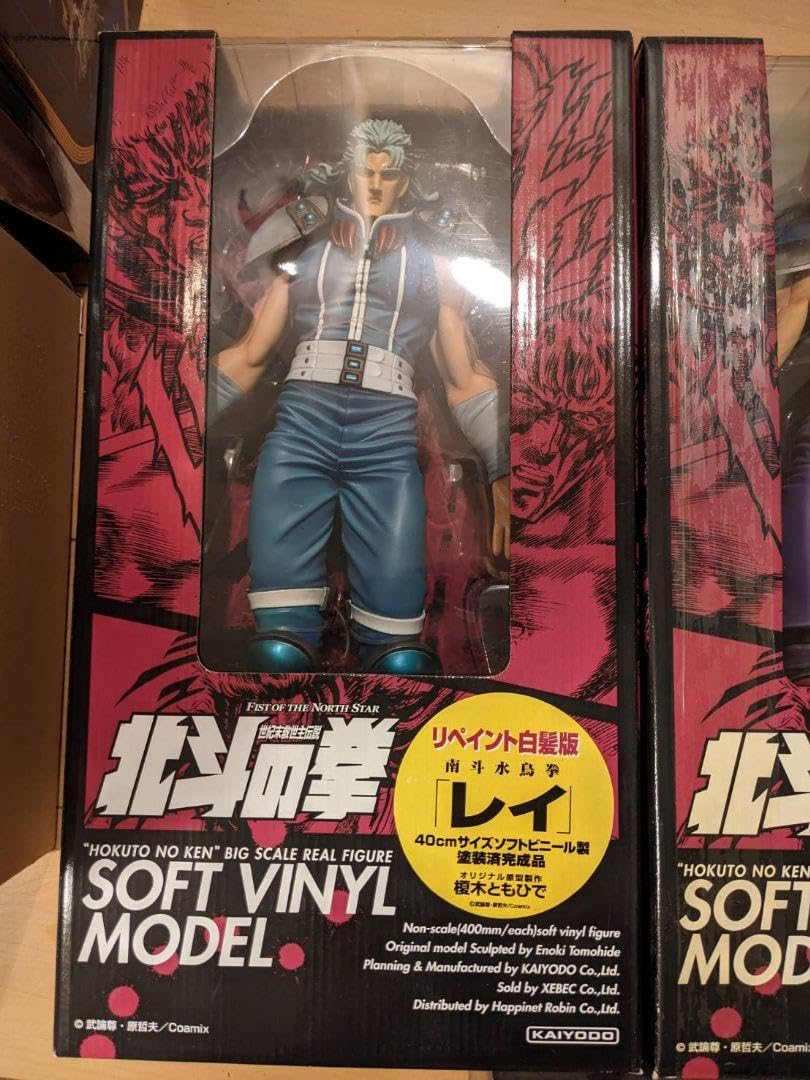 FIST OF THE NORTH STAR
世紀末救世主伝説
北斗の拳
リペイント白髪版
南斗水鳥拳
「レイ」
40cmサイズソフトビニール製
塗装済完成品
オリジナル原型製作
榎木ともひで
©武論尊・原哲夫/Coamix
"HOKUTO NO KEN" BIG SCALE REAL FIGURE
SOFT VINYL
MODEL
Non-scale(400mm/each)soft vinyl figure
Original model Sculpted by Enoki Tomohide
Planning & Manufactured by KAIYODO Co.,Ltd.
Sold by XEBEC Co.,Ltd.
Distributed by Happinet Robin Co.,Ltd.
© 武論尊・原哲夫/Coamix
KAIYODO
北斗
"HOKUTO NO KEN
SOFT
MOD
© 武論尊・原哲夫/Coamix